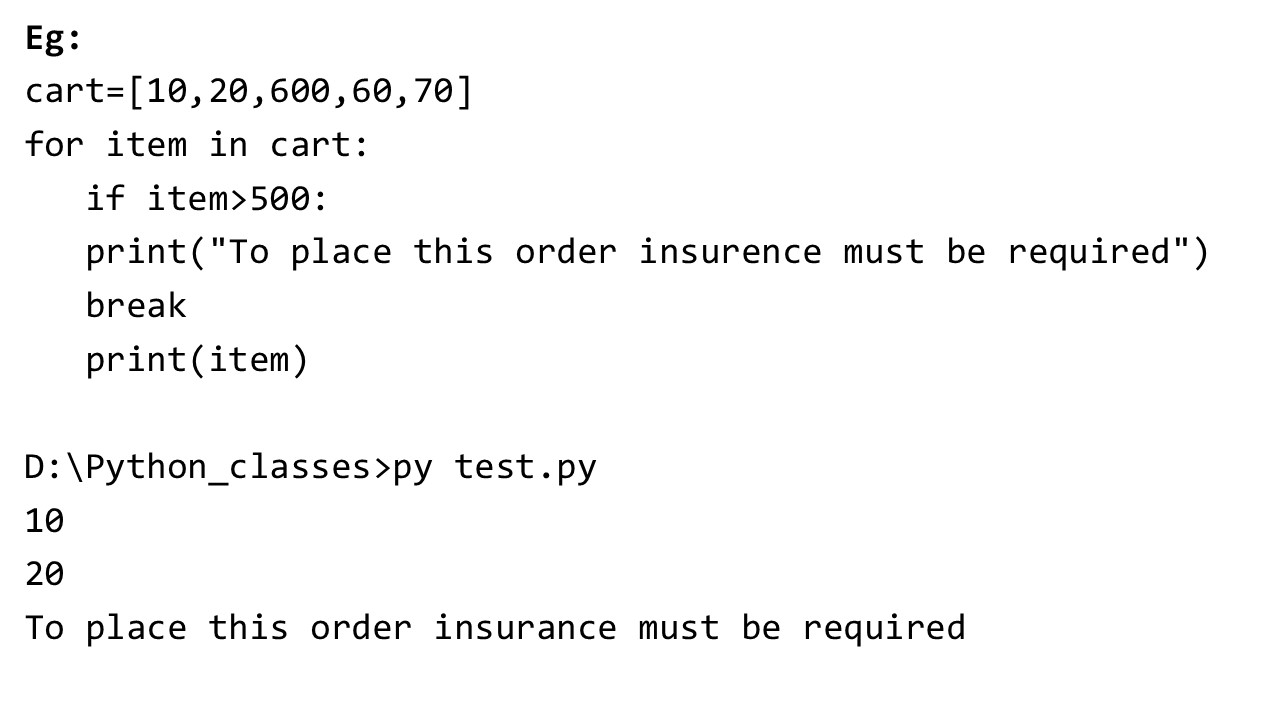 Eg:
cart=[10,20,600,60,70]
for item in cart:
   if item>500:
   print("To place this order insurence must be required")
   break
   print(item)

D:\Python_classes>py test.py
10
20
To place this order insurance must be required